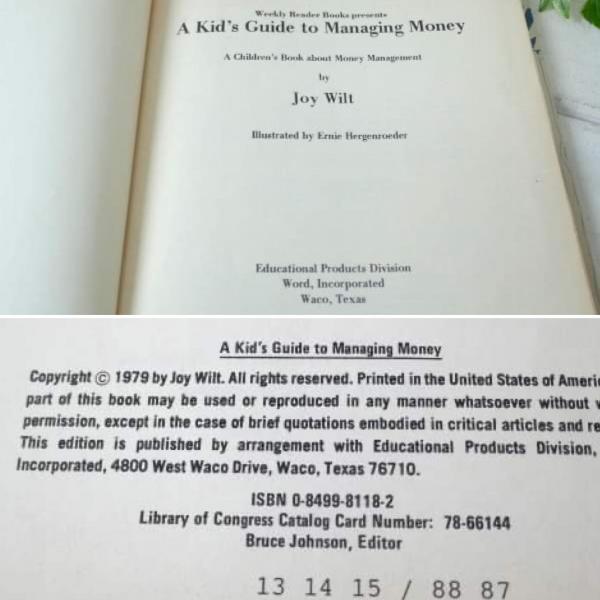 Weekly Reader Books presents
A Kid's Guide to Managing Money
A Children's Book about Money Management
by
Joy Wilt
Illustrated by Ernie Hergenroeder
Educational Products Division
Word, Incorporated
Waco, Texas
A Kid's Guide to Managing Money
Copyright © 1979 by Joy Wilt. All rights reserved. Printed in the United States of
part of this book may be used or reproduced in any manner whatsoever without
permission, except in the case of brief quotations embodied in critical articles and
This edition is published by arrangement with Educational Products Division,
Incorporated, 4800 West Waco Drive, Waco, Texas 76710.
ISBN 0-8499-8118-2
Library of Congress Catalog Card Number: 78-66144
Bruce Johnson, Editor
13 14 15 / 88 87